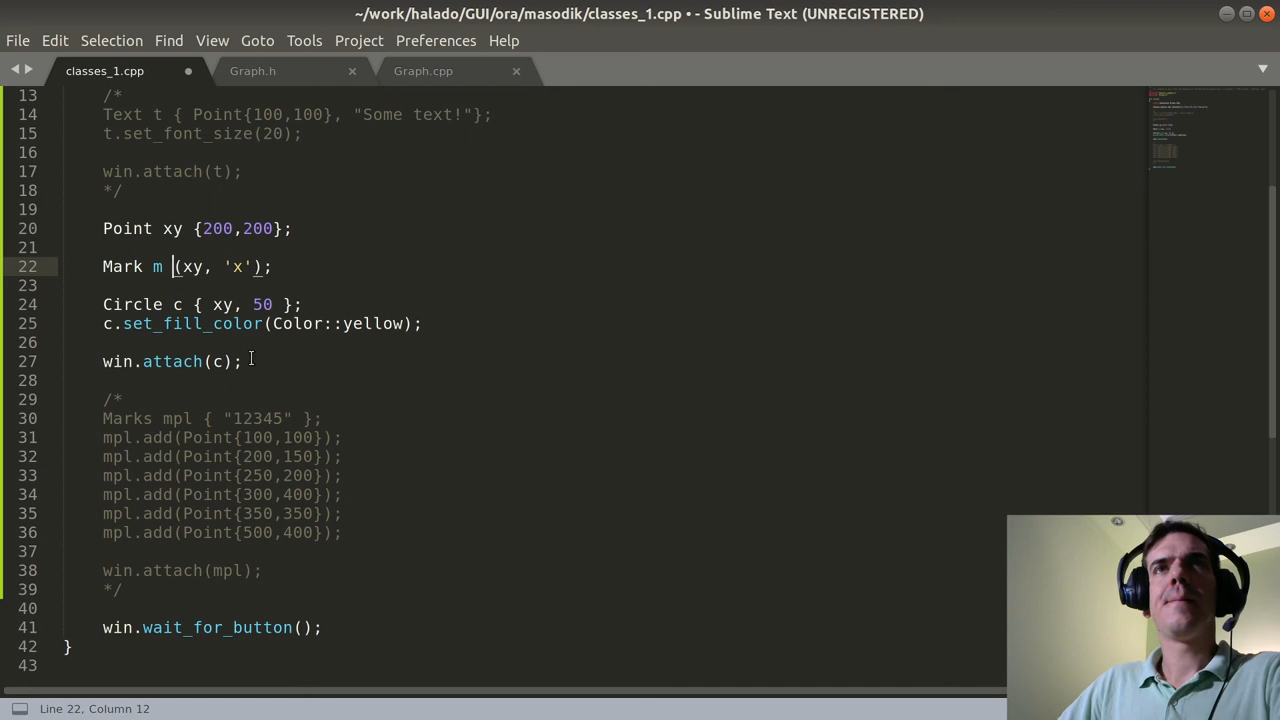 ~/work/halado/GUI/ora/masodik/classes_1.cpp • - Sublime Text (UNREGISTERED)
File Edit Selection Find View Goto Tools Project Preferences Help
classes_1.cpp Graph.h Graph.cpp
13 /*
14 Text t { Point{100,100}, "Some text!"};
15 t.set_font_size(20);
16
17 win.attach(t);
18 */
19
20 Point xy {200,200};
21
22 Mark m (xy, 'x');
23
24 Circle c { xy, 50 };
25 c.set_fill_color(Color::yellow);
26
27 win.attach(c);
28
29 /*
30 Marks mpl { "12345" };
31 mpl.add(Point{100,100});
32 mpl.add(Point{200,150});
33 mpl.add(Point{250,200});
34 mpl.add(Point{300,400});
35 mpl.add(Point{350,350});
36 mpl.add(Point{500,400});
37
38 win.attach(mpl);
39 */
40
41 win.wait_for_button();
42 }
43
Line 22, Column 12